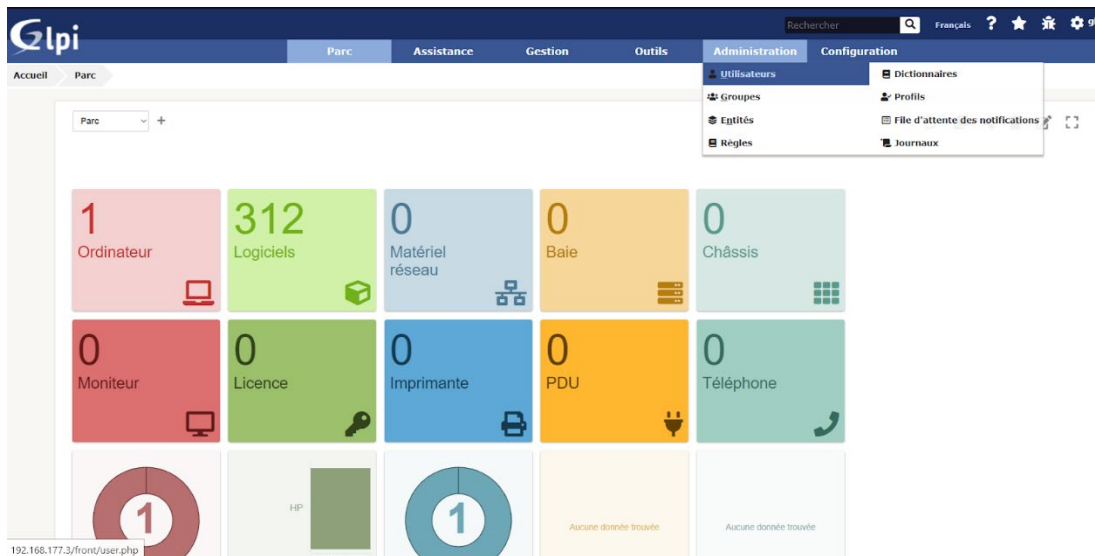 Glpi
Rechercher Français ?
Parc Assistance Gestion Outils Administration Configuration
Accueil Parc
Utilisateurs Dictionnaires
Groupes Profils
Entités File d'attente des notifications
Règles Journaux
Parc +
1 312 0 0 0
Ordinateur Logiciels Matériel réseau Baie Châssis
0 0 0 0 0
Moniteur Licence Imprimante PDU Téléphone
1 HP 1 Aucune donnée trouvée Aucune donnée trouvée
192.168.177.3/front/user.php